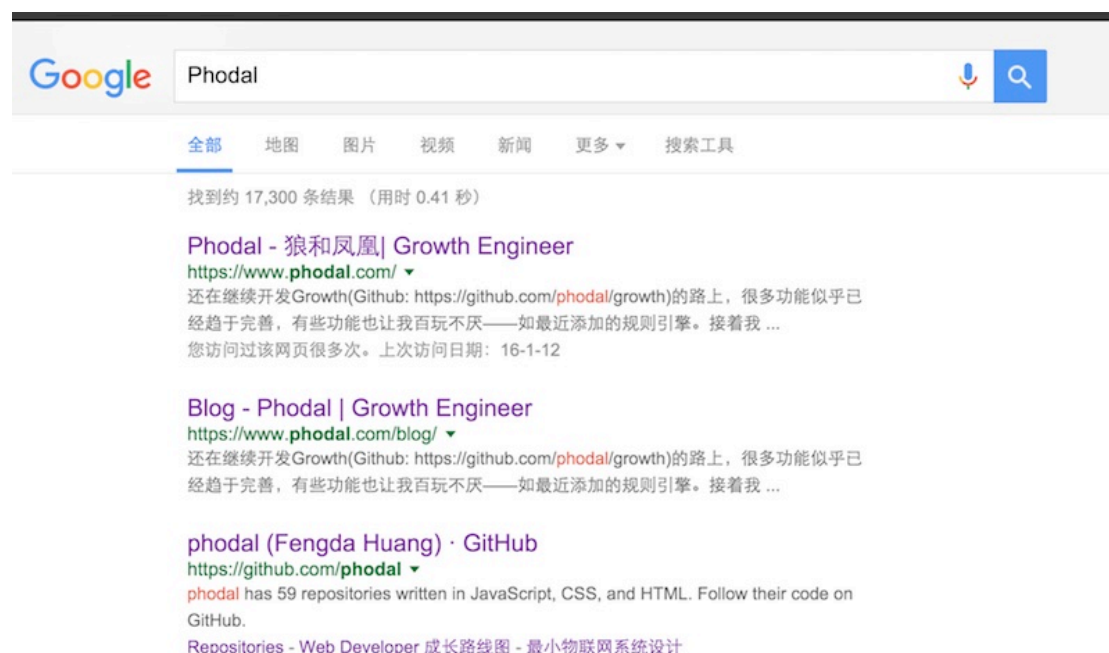 Google Phodal
全部 地图 图片 视频 新闻 更多 搜索工具
找到约 17,300 条结果 （用时 0.41 秒）
Phodal - 狼和凤凰| Growth Engineer
https://www.phodal.com/
还在继续开发Growth(Github: https://github.com/phodal/growth)的路上，很多功能似乎已
经趋于完善，有些功能也让我百玩不厌——如最近添加的规则引擎。接着我 ...
您访问过该网页很多次。上次访问日期：16-1-12
Blog - Phodal | Growth Engineer
https://www.phodal.com/blog/
还在继续开发Growth(Github: https://github.com/phodal/growth)的路上，很多功能似乎已
经趋于完善，有些功能也让我百玩不厌——如最近添加的规则引擎。接着我 ...
phodal (Fengda Huang) · GitHub
https://github.com/phodal
phodal has 59 repositories written in JavaScript, CSS, and HTML. Follow their code on
GitHub.
Repositories - Web Developer 成长路线图 - 最小物联网系统设计